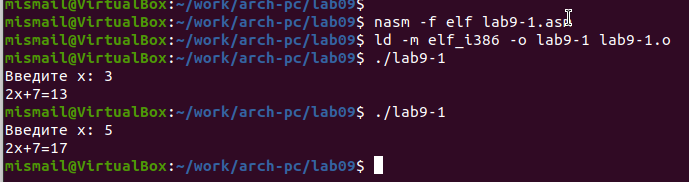 mismail@VirtualBox:~/work/arch-pc/lab09$
mismail@VirtualBox:~/work/arch-pc/lab09$ nasm -f elf lab9-1.asm
mismail@VirtualBox:~/work/arch-pc/lab09$ ld -m elf_i386 -o lab9-1 lab9-1.o
mismail@VirtualBox:~/work/arch-pc/lab09$ ./lab9-1
Введите x: 3
2x+7=13
mismail@VirtualBox:~/work/arch-pc/lab09$ ./lab9-1
Введите x: 5
2x+7=17
mismail@VirtualBox:~/work/arch-pc/lab09$